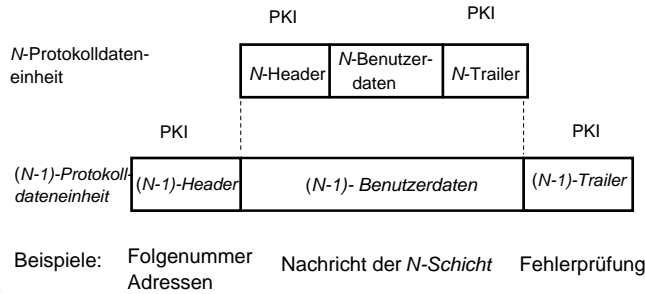 PKI PKI
N-Protokolldaten-
einheit
N-Header
N-Benutzer-
daten
N-Trailer
PKI PKI
(N-1)-Protokoll-
dateneinheit
(N-1)-Header
(N-1)- Benutzerdaten
(N-1)-Trailer
Beispiele: Folgenummer
Adressen
Nachricht der N-Schicht
Fehlerprüfung